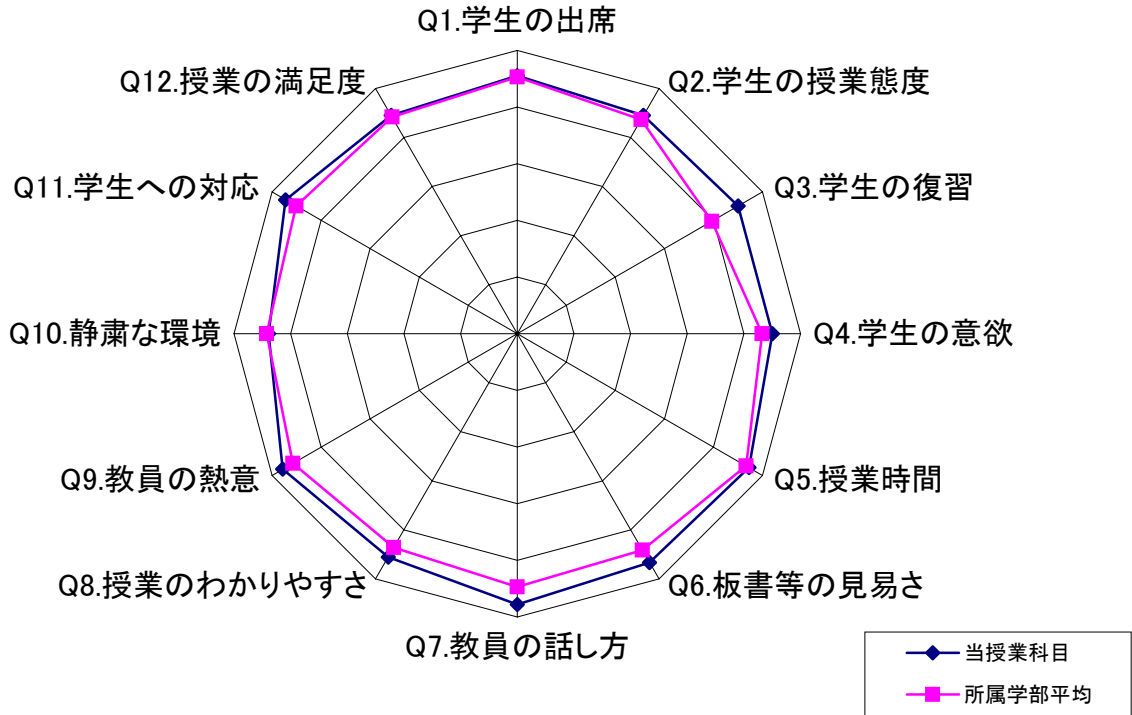 Q1.学生の出席
Q2.学生の授業態度
Q3.学生の復習
Q4.学生の意欲
Q5.授業時間
Q6.板書等の見易さ
Q7.教員の話し方
Q8.授業のわかりやすさ
Q9.教員の熱意
Q10.静粛な環境
Q11.学生への対応
Q12.授業の満足度
当授業科目
所属学部平均